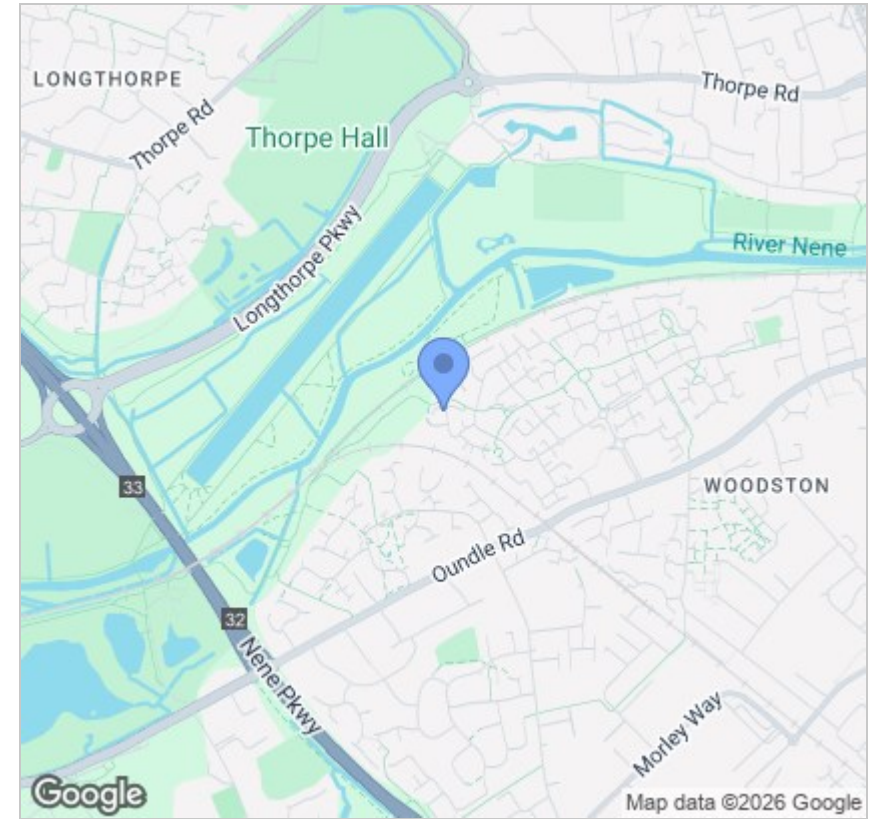 LONGTHORPE
Thorpe Rd
Thorpe Rd
Thorpe Hall
Longthorpe Pkwy
River Nene
33
WOODSTON
Oundle Rd
32
Nene Pkwy
Morley Way
Google
Map data ©2026 Google